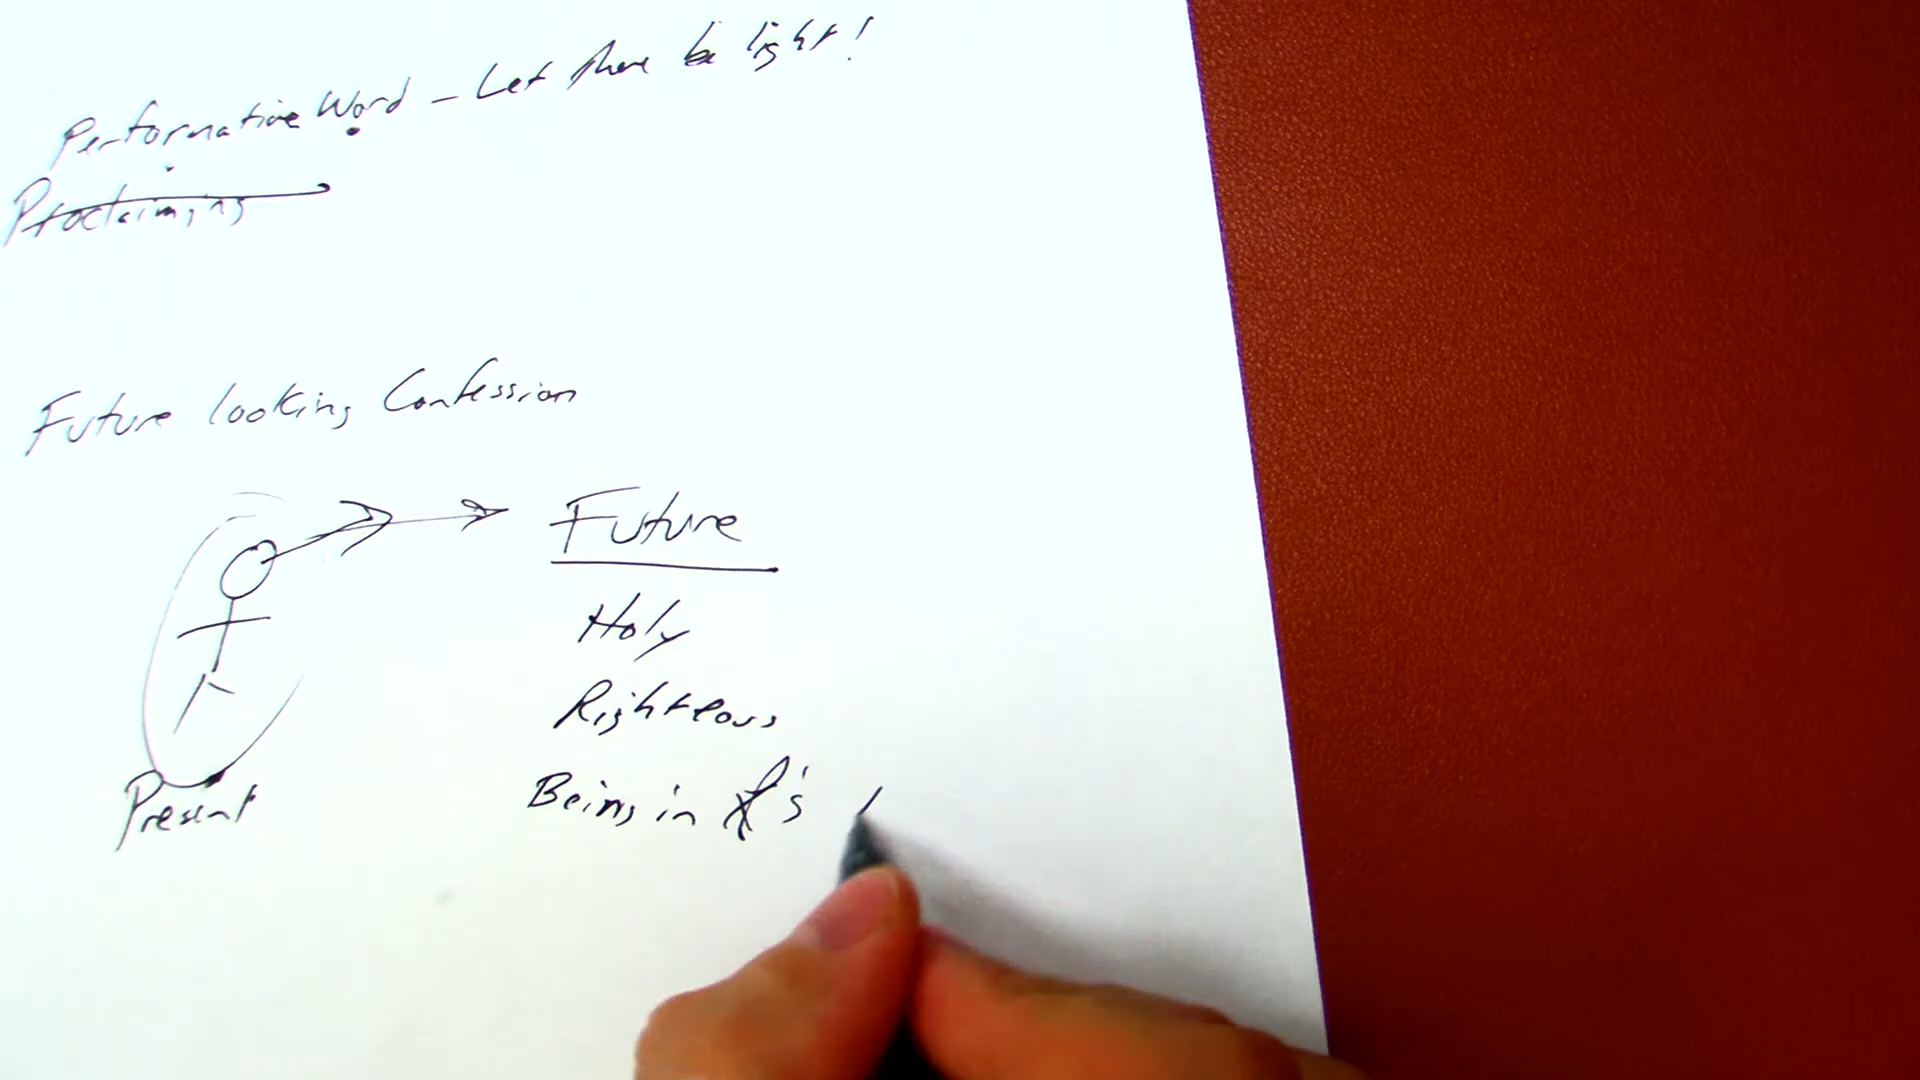 Performative Word – Let there be light!
Proclaiming
Future looking Confession
Future
Holy
Righteous
Present
Being in 's